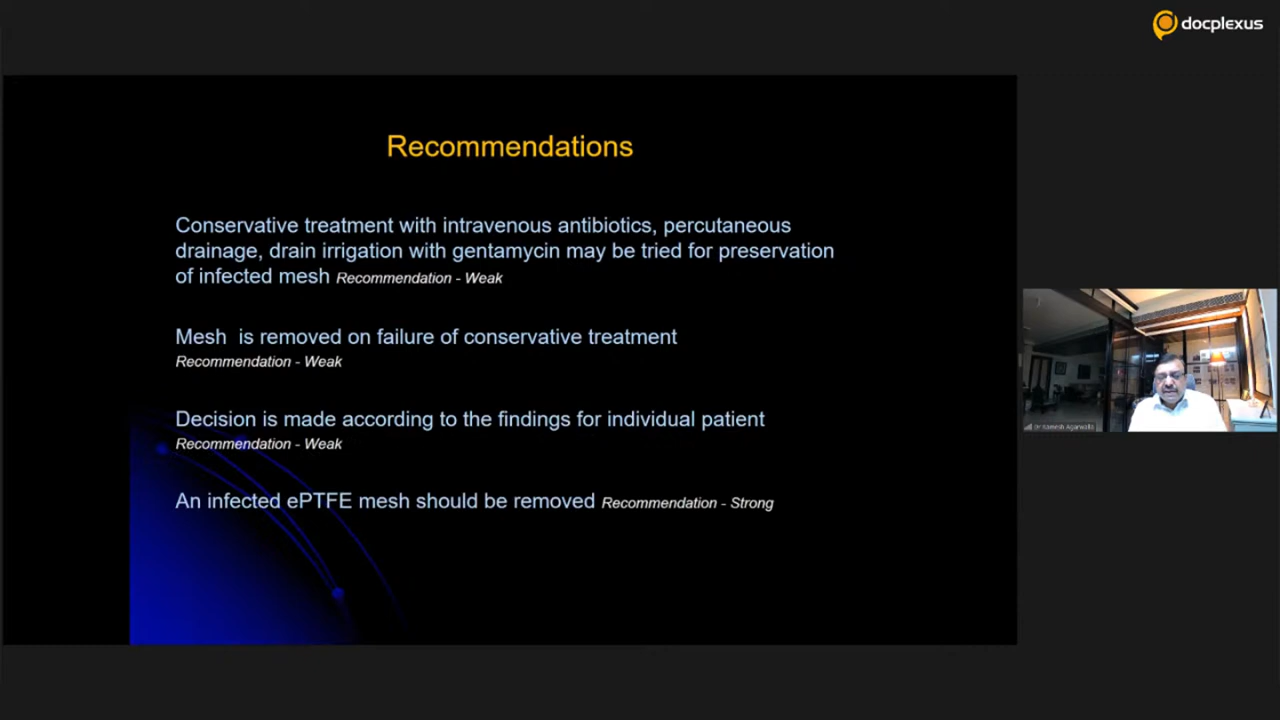 docplexus
Recommendations
Conservative treatment with intravenous antibiotics, percutaneous
drainage, drain irrigation with gentamycin may be tried for preservation
of infected mesh Recommendation - Weak
Mesh is removed on failure of conservative treatment
Recommendation - Weak
Decision is made according to the findings for individual patient
Recommendation - Weak
An infected ePTFE mesh should be removed Recommendation - Strong
Agarwalla